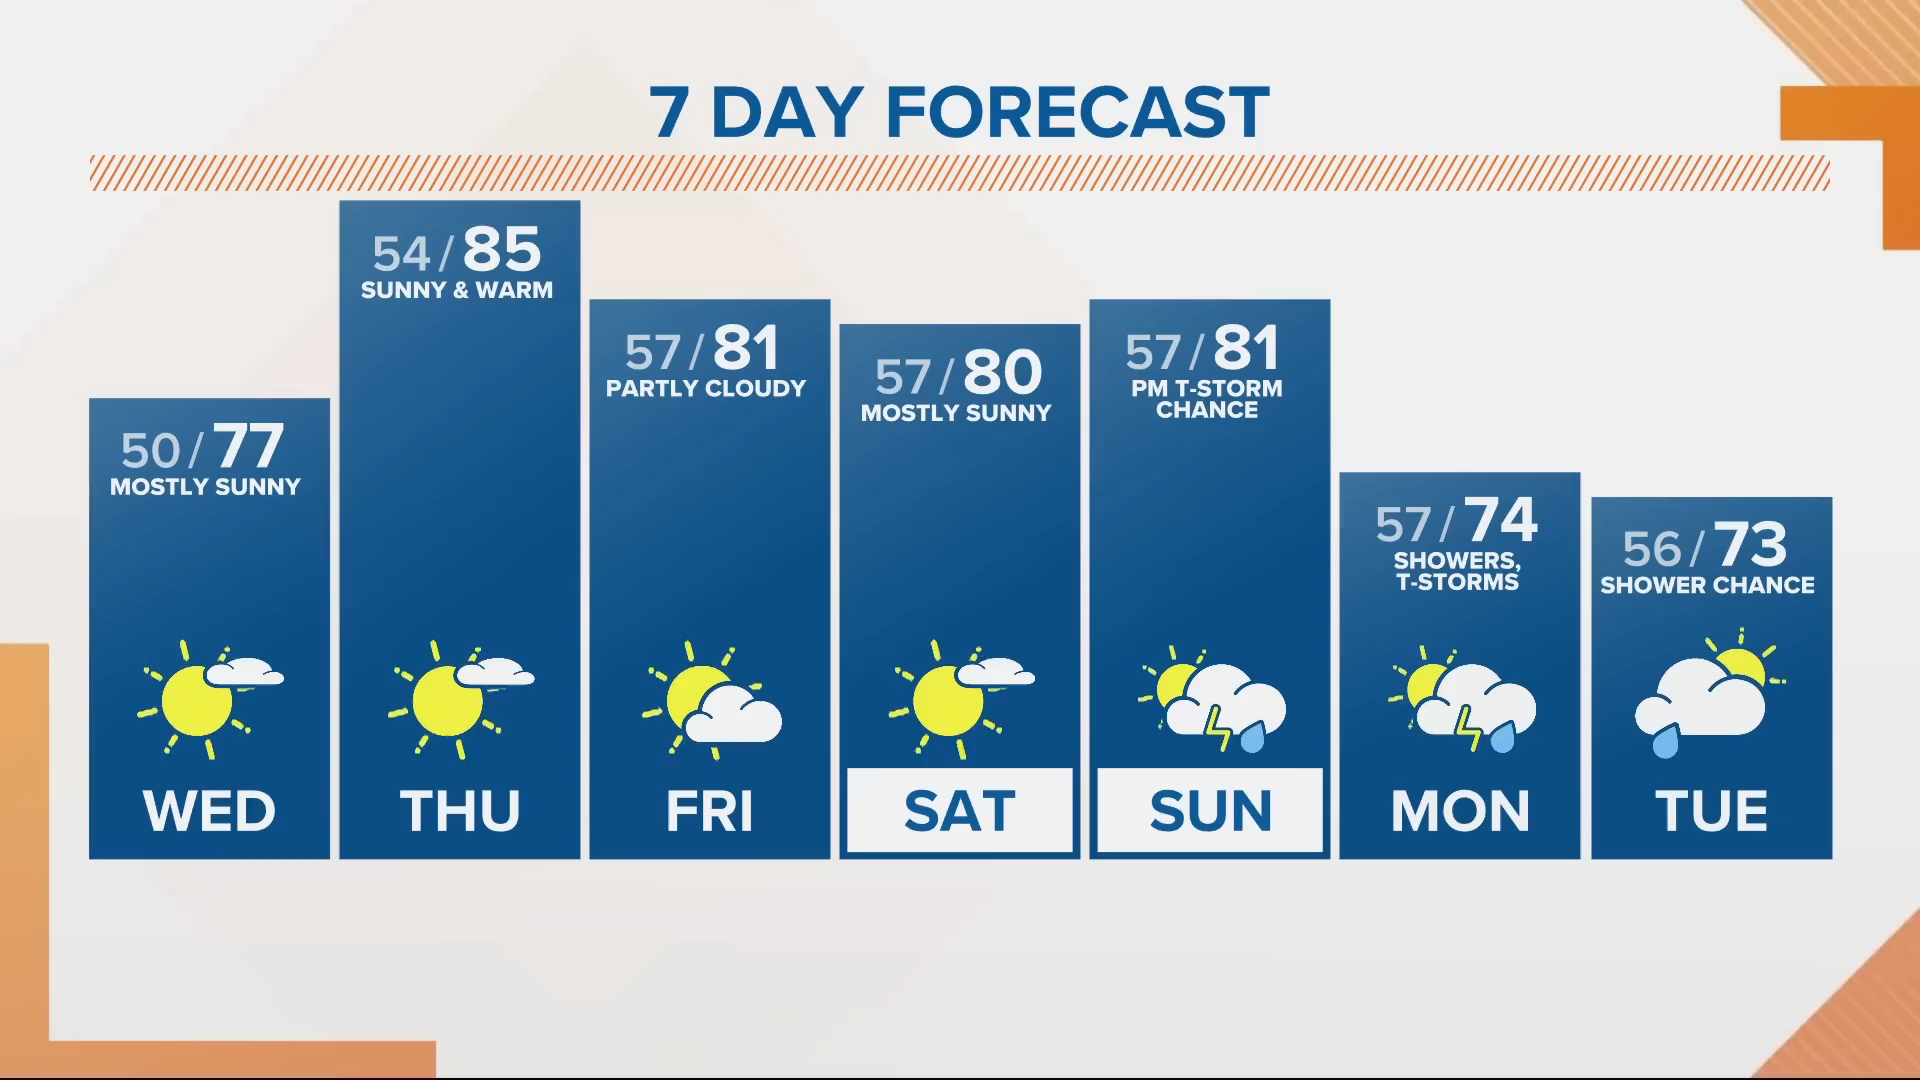 7 DAY FORECAST
50/77
MOSTLY SUNNY
WED
54/85
SUNNY & WARM
THU
57/81
PARTLY CLOUDY
FRI
57/80
MOSTLY SUNNY
SAT
57/81
PM T-STORM
CHANCE
SUN
57/74
SHOWERS,
T-STORMS
MON
56/73
SHOWER CHANCE
TUE